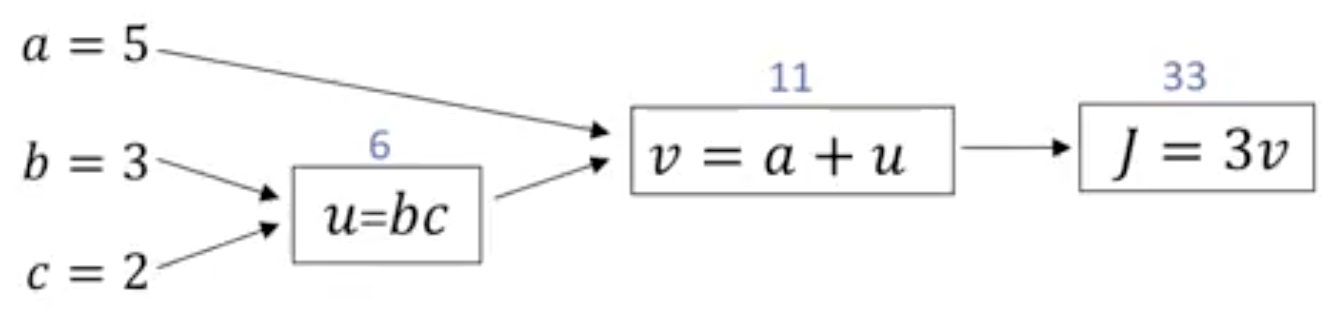 a = 5
11
33
b = 3
6
v = a + u
J = 3v
u=bc
c = 2